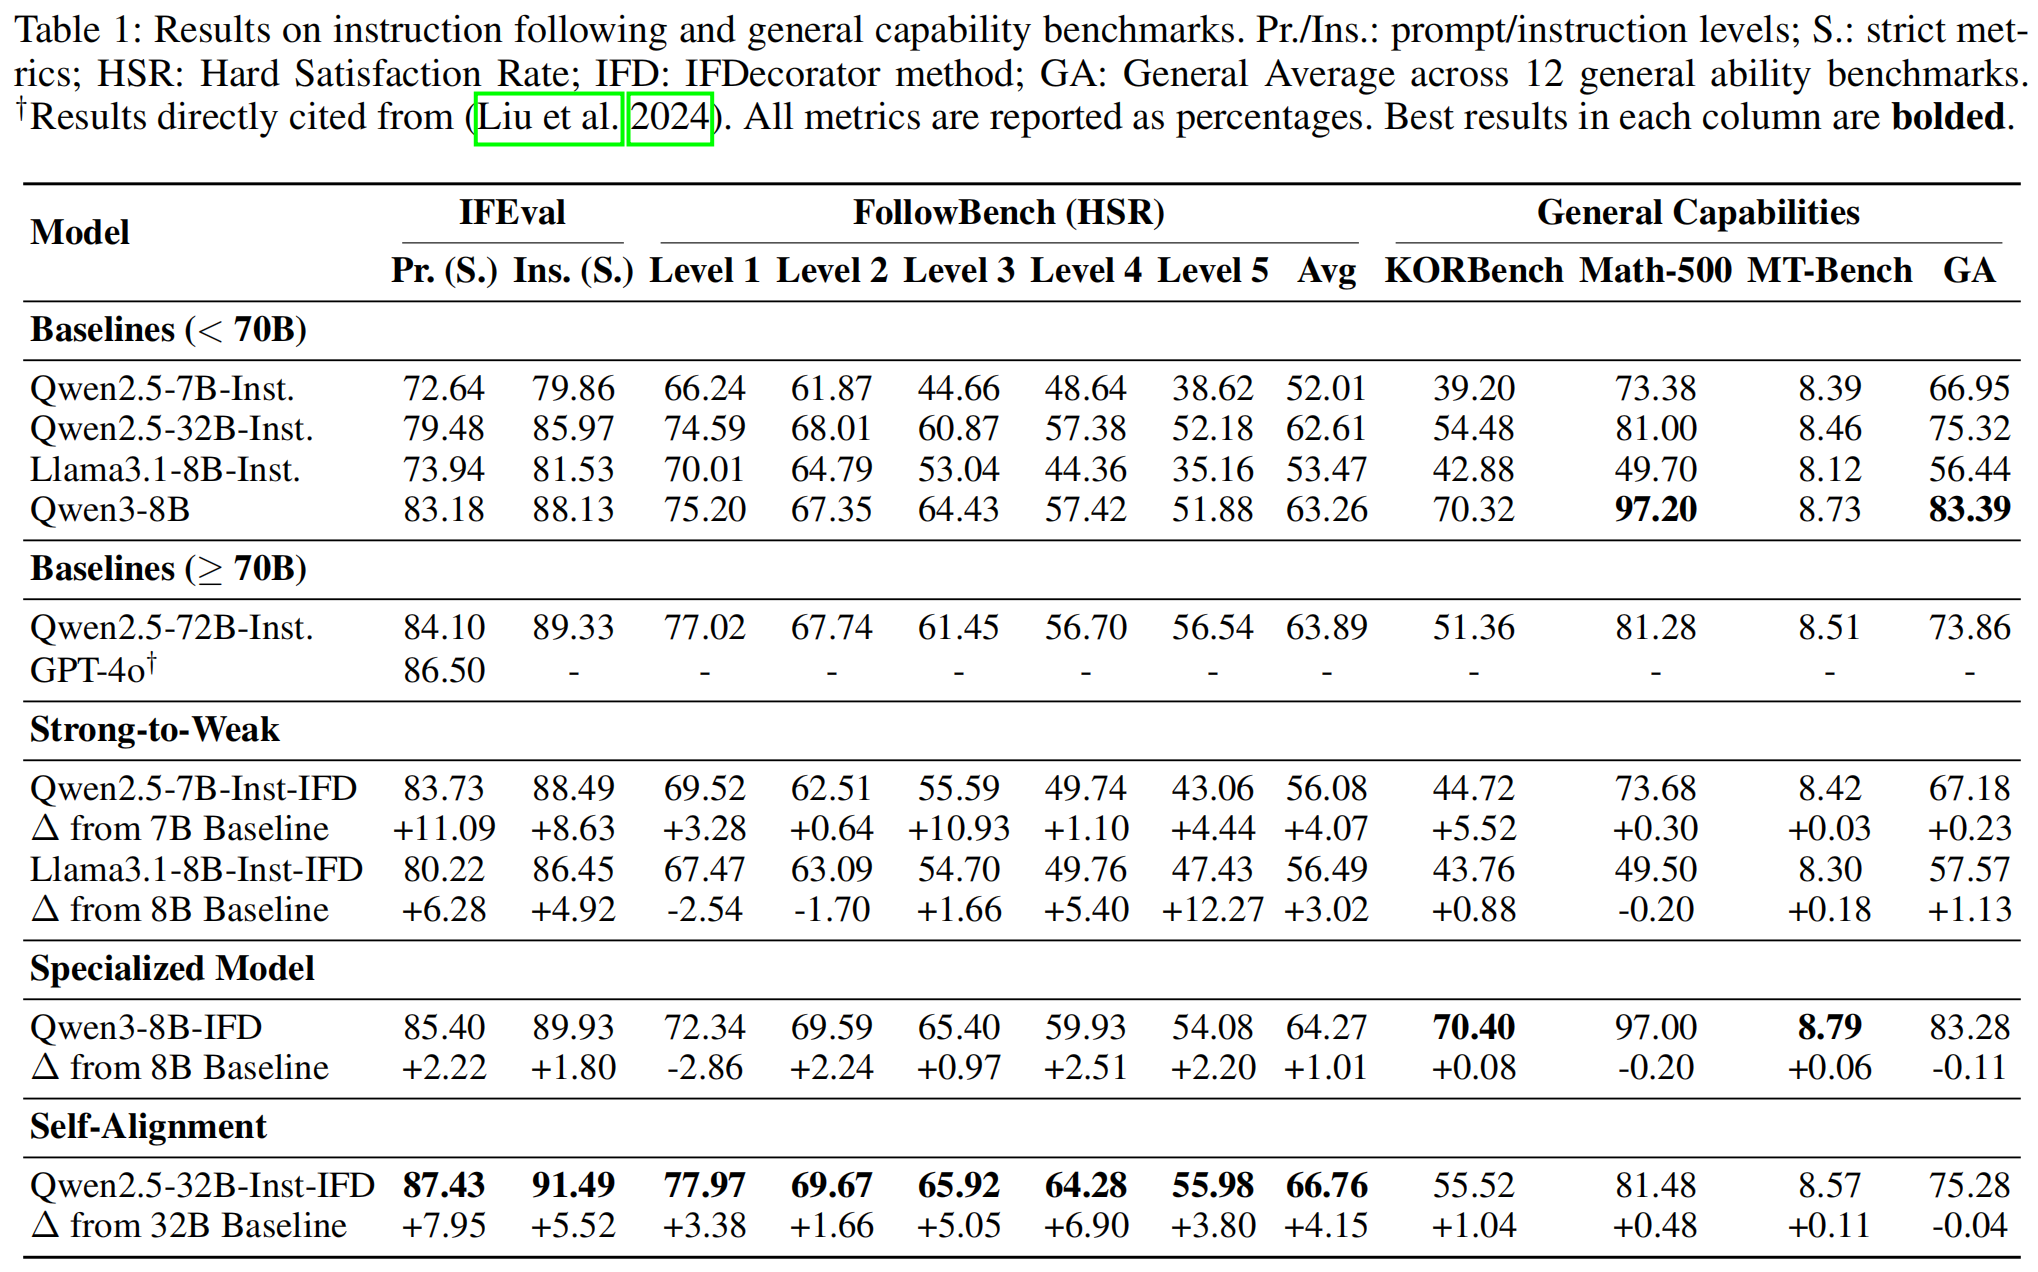 Table 1: Results on instruction following and general capability benchmarks. Pr./Ins.: prompt/instruction levels; S.: strict met-
rics; HSR: Hard Satisfaction Rate; IFD: IFDecorator method; GA: General Average across 12 general ability benchmarks.
†Results directly cited from (Liu et al. 2024). All metrics are reported as percentages. Best results in each column are bolded.
Model IFEval FollowBench (HSR) General Capabilities
Pr. (S.) Ins. (S.) Level 1 Level 2 Level 3 Level 4 Level 5 Avg KORBench Math-500 MT-Bench GA
Baselines (< 70B)
Qwen2.5-7B-Inst. 72.64 79.86 66.24 61.87 44.66 48.64 38.62 52.01 39.20 73.38 8.39 66.95
Qwen2.5-32B-Inst. 79.48 85.97 74.59 68.01 60.87 57.38 52.18 62.61 54.48 81.00 8.46 75.32
Llama3.1-8B-Inst. 73.94 81.53 70.01 64.79 53.04 44.36 35.16 53.47 42.88 49.70 8.12 56.44
Qwen3-8B 83.18 88.13 75.20 67.35 64.43 57.42 51.88 63.26 70.32 97.20 8.73 83.39
Baselines (≥ 70B)
Qwen2.5-72B-Inst. 84.10 89.33 77.02 67.74 61.45 56.70 56.54 63.89 51.36 81.28 8.51 73.86
GPT-4o† 86.50 - - - - - - - - - - -
Strong-to-Weak
Qwen2.5-7B-Inst-IFD 83.73 88.49 69.52 62.51 55.59 49.74 43.06 56.08 44.72 73.68 8.42 67.18
Δ from 7B Baseline +11.09 +8.63 +3.28 +0.64 +10.93 +1.10 +4.44 +4.07 +5.52 +0.30 +0.03 +0.23
Llama3.1-8B-Inst-IFD 80.22 86.45 67.47 63.09 54.70 49.76 47.43 56.49 43.76 49.50 8.30 57.57
Δ from 8B Baseline +6.28 +4.92 -2.54 -1.70 +1.66 +5.40 +12.27 +3.02 +0.88 -0.20 +0.18 +1.13
Specialized Model
Qwen3-8B-IFD 85.40 89.93 72.34 69.59 65.40 59.93 54.08 64.27 70.40 97.00 8.79 83.28
Δ from 8B Baseline +2.22 +1.80 -2.86 +2.24 +0.97 +2.51 +2.20 +1.01 +0.08 -0.20 +0.06 -0.11
Self-Alignment
Qwen2.5-32B-Inst-IFD 87.43 91.49 77.97 69.67 65.92 64.28 55.98 66.76 55.52 81.48 8.57 75.28
Δ from 32B Baseline +7.95 +5.52 +3.38 +1.66 +5.05 +6.90 +3.80 +4.15 +1.04 +0.48 +0.11 -0.04